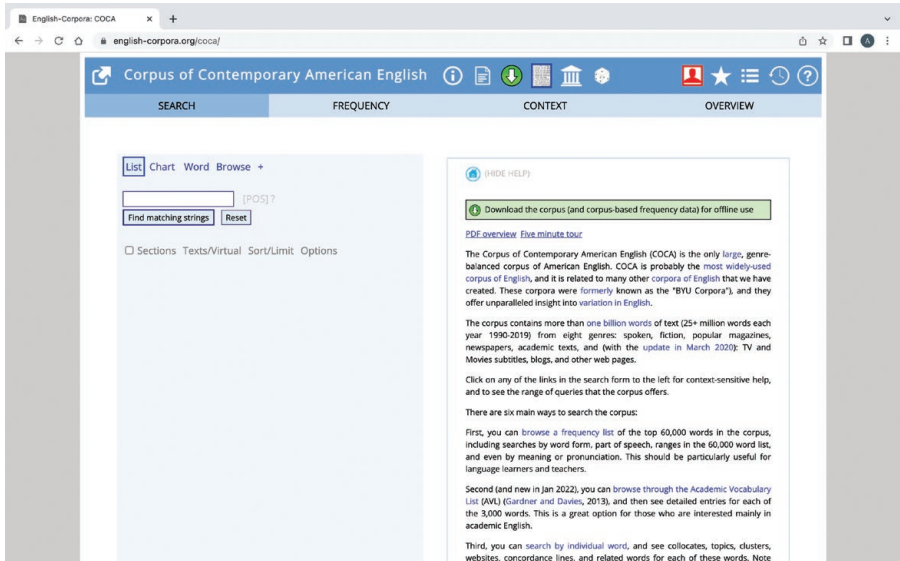 English-Corpora: COCA
english-corpora.org/coca/
A
Corpus of Contemporary American English
SEARCH FREQUENCY CONTEXT OVERVIEW
List Chart Word Browse +
[POS] ?
Find matching strings Reset
Sections Texts/Virtual Sort/Limit Options
(HIDE HELP)
Download the corpus (and corpus-based frequency data) for offline use
PDF overview Five minute tour
The Corpus of Contemporary American English (COCA) is the only large, genre-
balanced corpus of American English. COCA is probably the most widely-used
corpus of English, and it is related to many other corpora of English that we have
created. These corpora were formerly known as the "BYU Corpora"), and they
offer unparalleled insight into variation in English.
The corpus contains more than one billion words of text (25+ million words each
year 1990-2019) from eight genres: spoken, fiction, popular magazines,
newspapers, academic texts, and (with the update in March 2020): TV and
Movies subtitles, blogs, and other web pages.
Click on any of the links in the search form to the left for context-sensitive help,
and to see the range of queries that the corpus offers.
There are six main ways to search the corpus:
First, you can browse a frequency list of the top 60,000 words in the corpus,
including searches by word form, part of speech, ranges in the 60,000 word list,
and even by meaning or pronunciation. This should be particularly useful for
language learners and teachers.
Second (and new in Jan 2022), you can browse through the Academic Vocabulary
List (AVL) (Gardner and Davies, 2013), and then see detailed entries for each of
the 3,000 words. This is a great option for those who are interested mainly in
academic English.
Third, you can search by individual word, and see collocates, topics, clusters,
websites, concordance lines, and related words for each of these words. Note